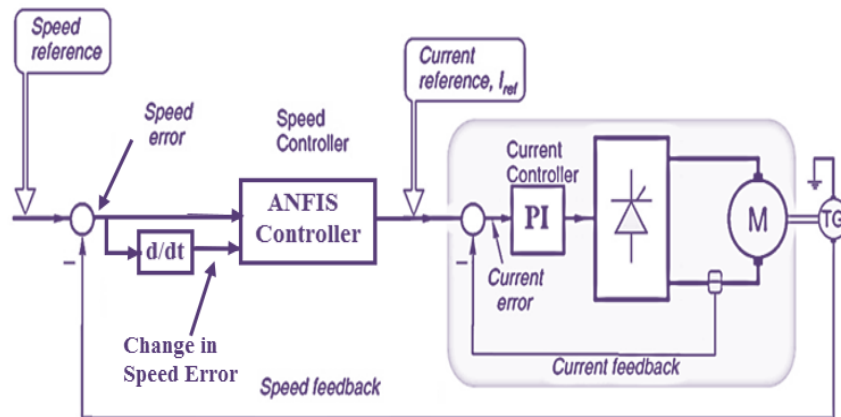 Speed
reference
Current
reference, Iref
Speed
error
Speed
Controller
Current
Controller
ANFIS
Controller
PI
M
TG
d/dt
–
–
Current
error
Change in
Speed Error
Current feedback
Speed feedback